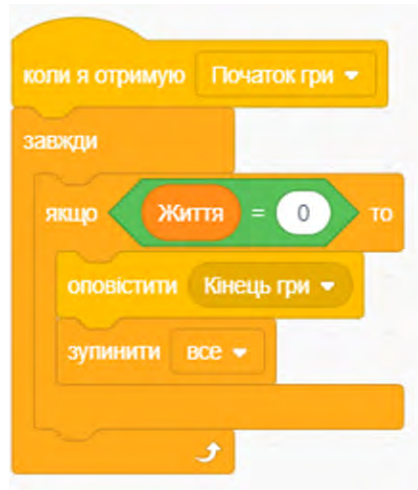 коли я отримую Початок гри
завжди
якщо Життя = 0 то
оповістити Кінець гри
зупинити все